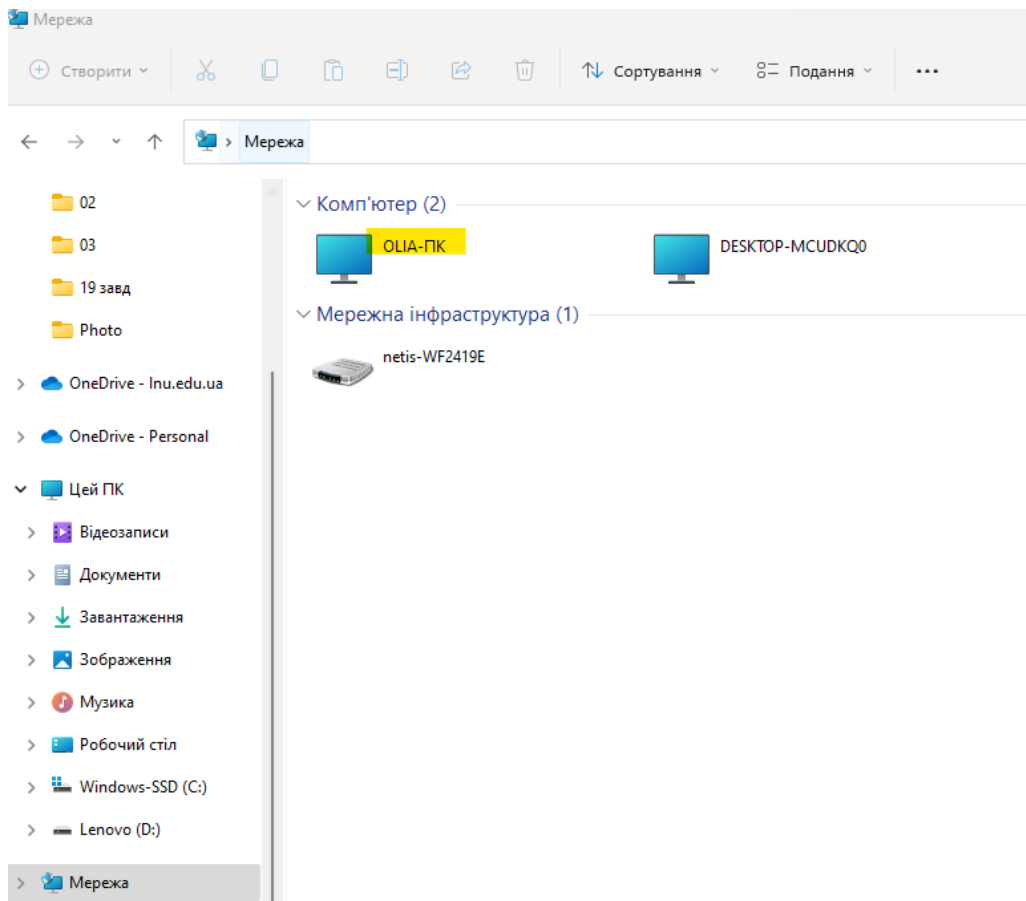 Мережа
Створити
Сортування
Подання
Мережа
02
03
19 завд
Photo
OneDrive - lnu.edu.ua
OneDrive - Personal
Цей ПК
Відеозаписи
Документи
Завантаження
Зображення
Музика
Робочий стіл
Windows-SSD (C:)
Lenovo (D:)
Мережа
Комп'ютер (2)
OLIA-ПК
DESKTOP-MCUDKQ0
Мережна інфраструктура (1)
netis-WF2419E